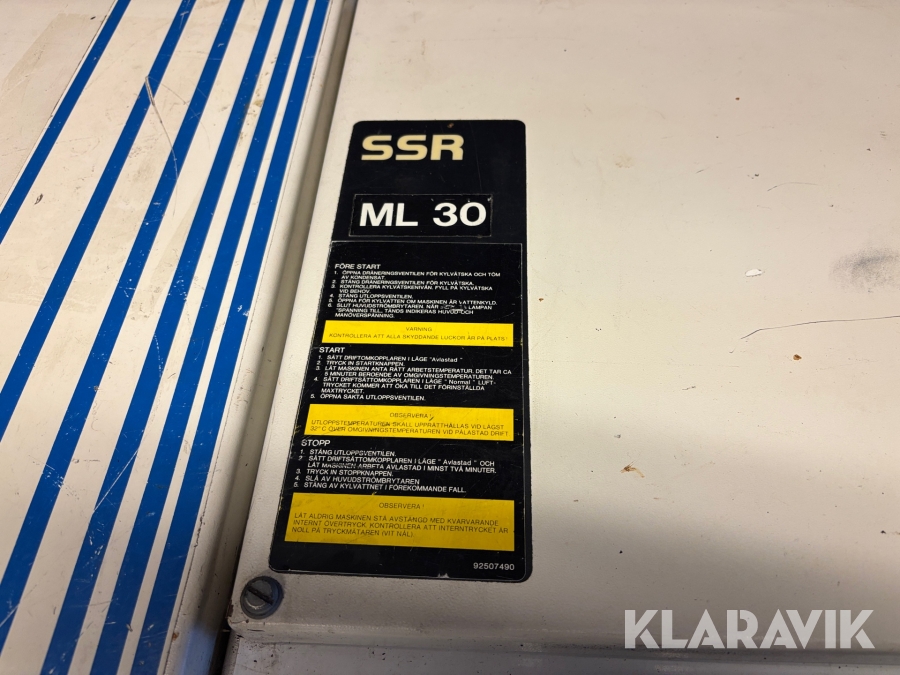 SSR
ML 30
FÖRE START
1. ÖPPNA DRÄNERINGSVENTILEN FÖR KYLVÄTSKA OCH TÖM
AV KONDENSAT.
2. STÄNG DRÄNERINGSVENTILEN FÖR KYLVÄTSKA.
3. KONTROLLERA KYLVÄTSKENIVÅN. FYLL PÅ KYLVÄTSKA
VID BEHOV.
4. STÄNG UTLOPPSVENTILEN.
5. ÖPPNA FÖR KYLVATTEN OM MASKINEN ÄR VATTENKYLD.
6. SLUT HUVUDSTRÖMBRYTAREN. NÄR LAMPAN
"SPÄNNING TILL" TÄNDS INDIKERAS HUVUD-OCH
MANÖVERSPÄNNING.
VARNING
KONTROLLERA ATT ALLA SKYDDANDE LUCKOR ÄR PÅ PLATS
START
1. SÄTT DRIFTOMKOPPLAREN I LÄGE "Avlastad"
2. TRYCK IN STARTKNAPPEN.
3. LÅT MASKINEN ANTA RÄTT ARBETSTEMPERATUR. DET TAR CA
5 MINUTER BEROENDE AV OMGIVNINGSTEMPERATUREN.
4. SÄTT DRIFTSÄTTOMKOPPLAREN I LÄGE "Normal" LUFT-
TRYCKET KOMMER ATT ÖKA TILL DET FÖRINSTÄLLDA
MAXTRYCKET.
5. ÖPPNA SAKTA UTLOPPSVENTILEN.
OBSERVERA!
UTLOPPSTEMPERATUREN SKALL UPPRÄTTHÅLLAS VID LÄGST
32°C ÖVER OMGIVNINGSTEMPERATUREN VID PÅLASTAD DRIFT.
STOPP
1. STÄNG UTLOPPSVENTILEN.
2. SÄTT DRIFTSÄTTOMKOPPLAREN I LÄGE "Avlastad" OCH
LÅT MASKINEN ARBETA AVLASTAD I MINST TVÅ MINUTER.
3. TRYCK IN STOPPKNAPPEN.
4. SLÅ AV HUVUDSTRÖMBRYTAREN
5. STÄNG AV KYLVATTNET I FÖREKOMMANDE FALL.
OBSERVERA!
LÅT ALDRIG MASKINEN STÅ AVSTÄNGD MED KVARVARANDE
INTERNT ÖVERTRYCK. KONTROLLERA ATT INTERNTRYCKET ÄR
NOLL PÅ TRYCKMÄTAREN (VIT NÅL).
92507490
KLARAVIK